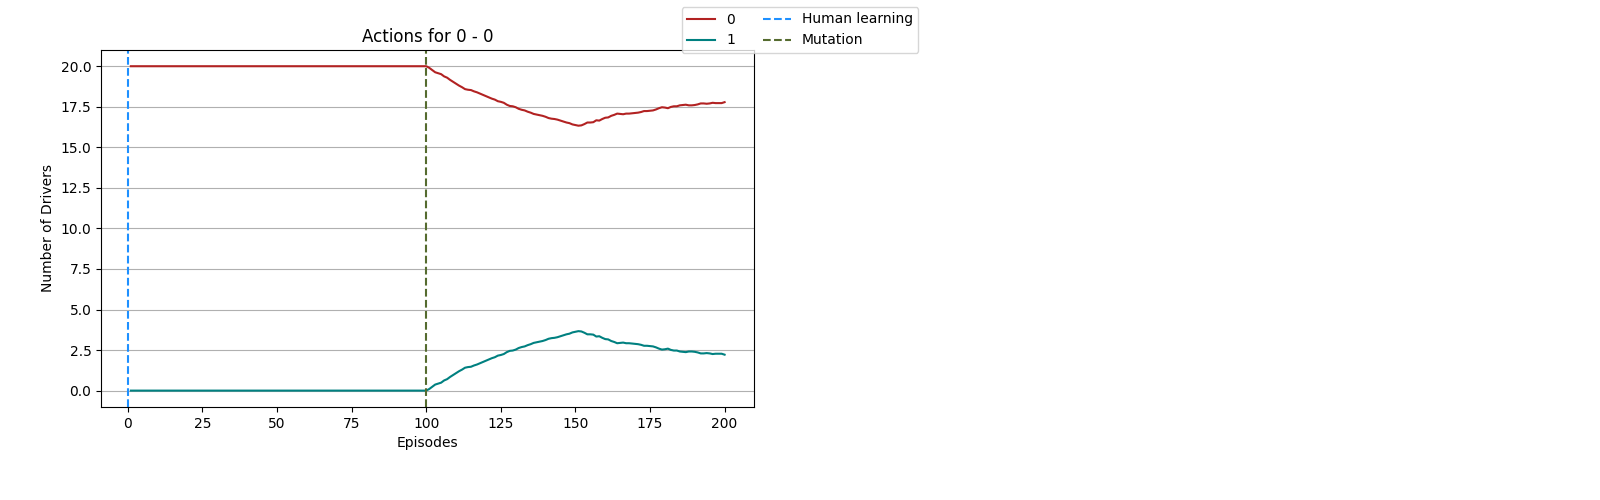 0
1
Human learning
Mutation
Actions for 0 - 0
Number of Drivers
20.0
17.5
15.0
12.5
10.0
7.5
5.0
2.5
0.0
0 25 50 75 100 125 150 175 200
Episodes